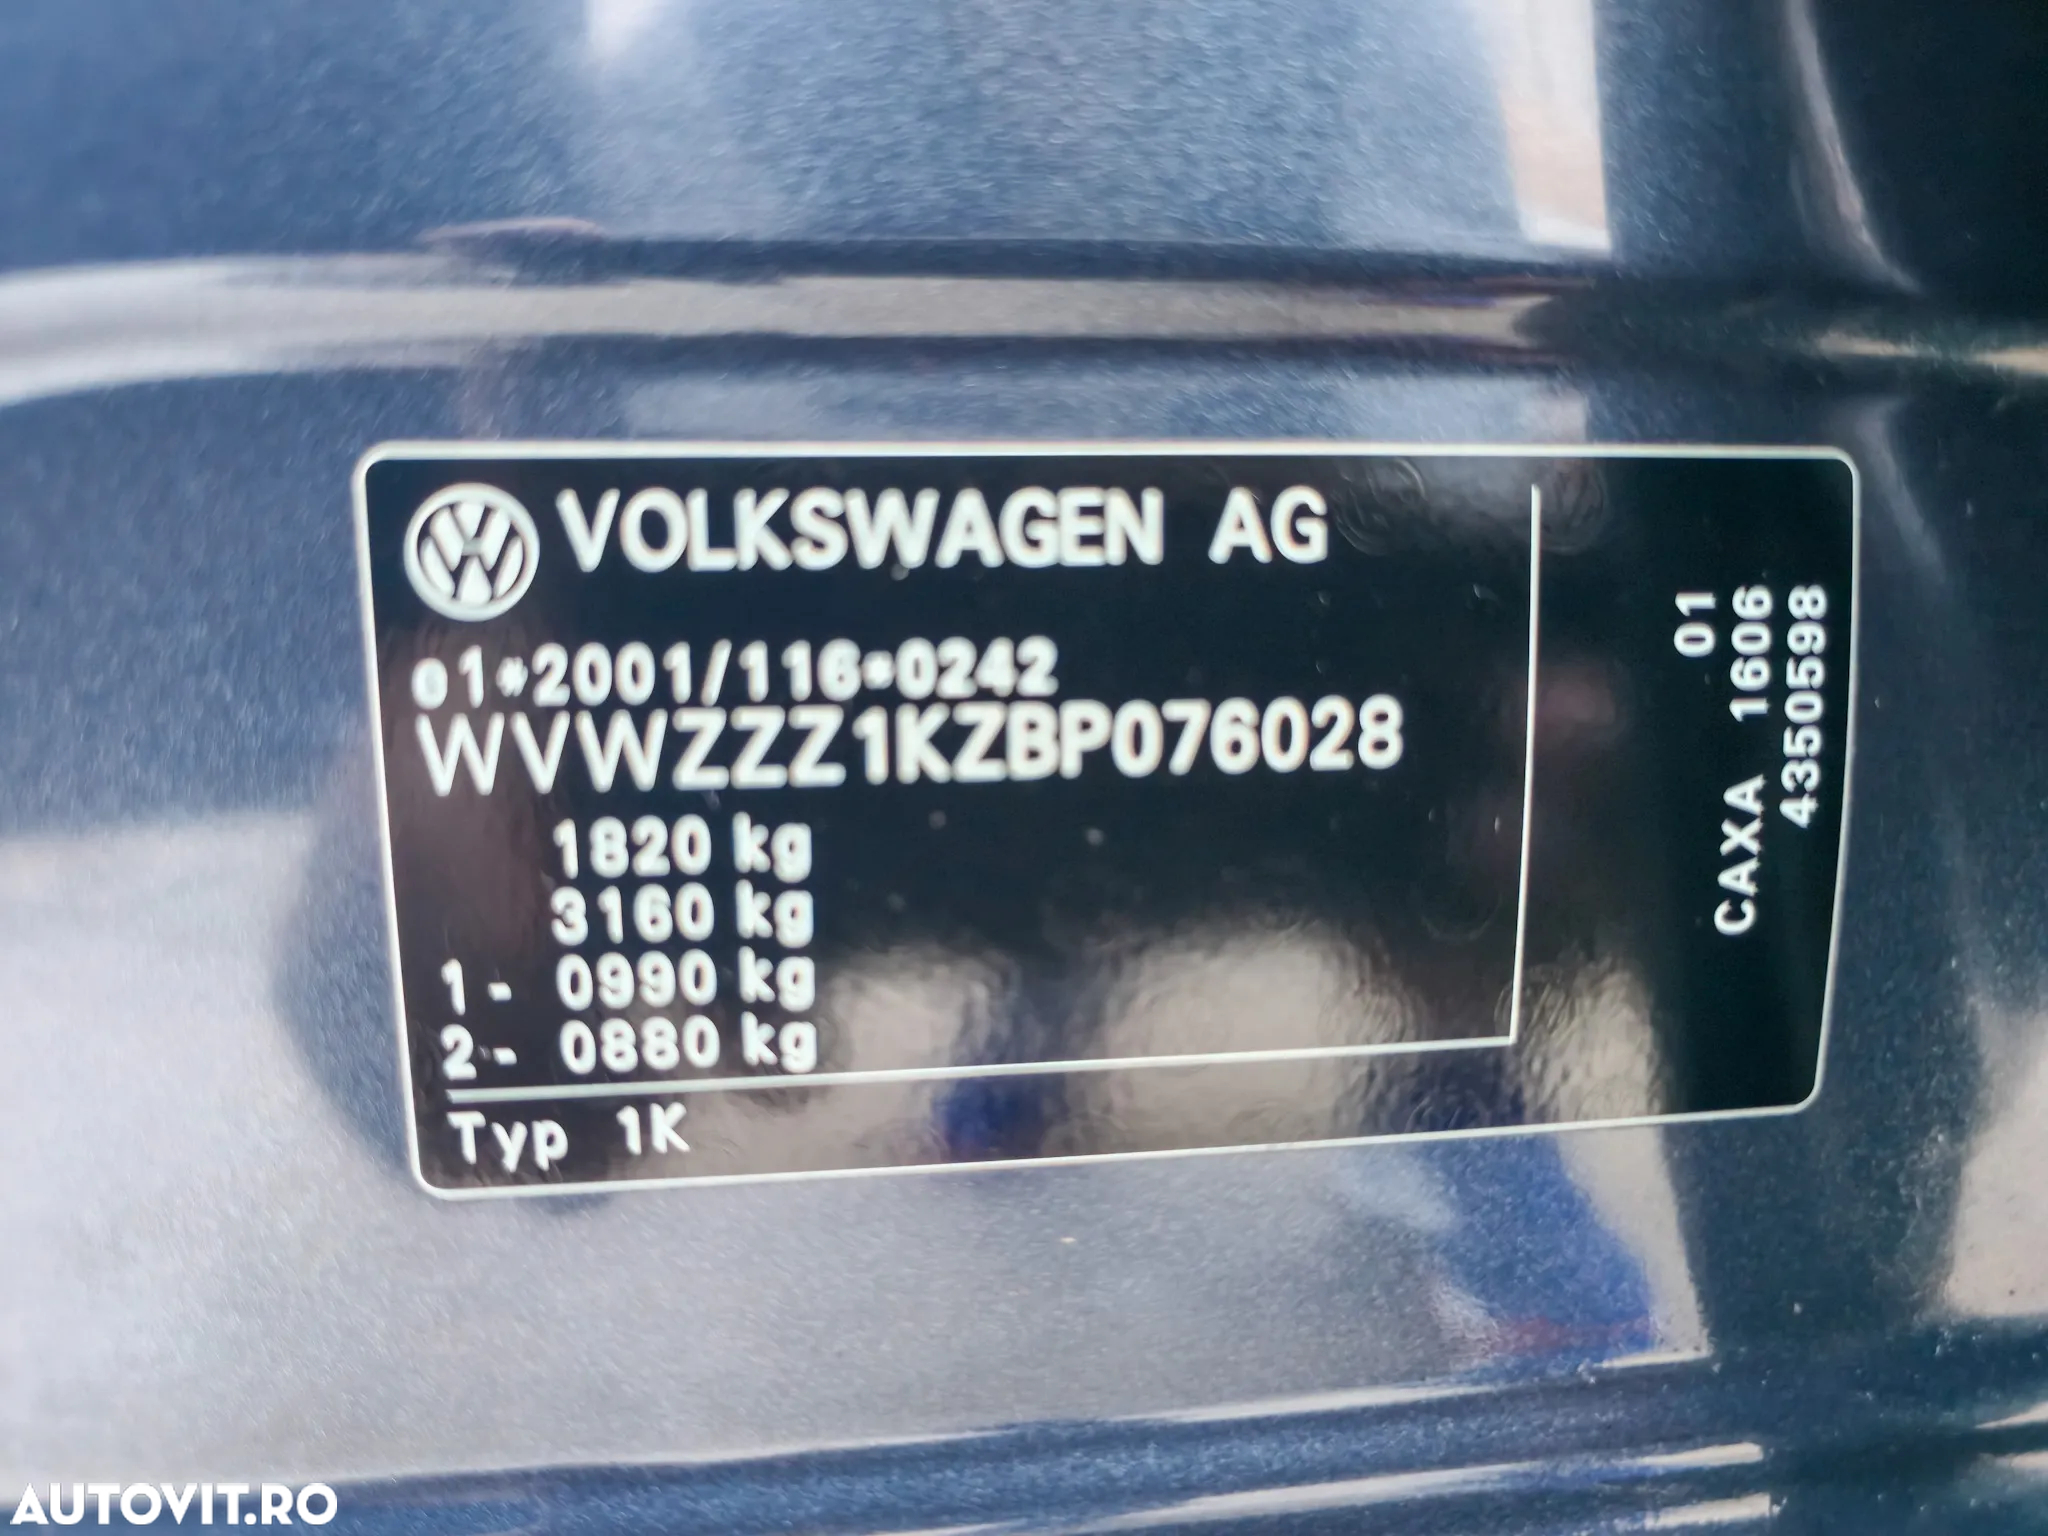 VOLKSWAGEN AG
e1*2001/116*0242
WVWZZZ1KZBP076028
1820 kg
3160 kg
1- 0990 kg
2- 0880 kg
Typ 1K
01
CAXA 1606
4350598
AUTOVIT.RO